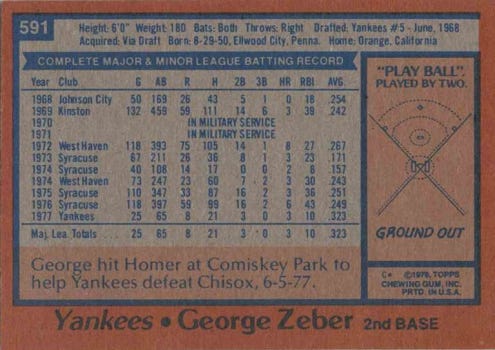 591
Height: 6'0" Weight: 180 Bats: Both Throws: Right Drafted: Yankees #5 - June, 1968
Acquired: Via Draft Born: 8-29-50, Ellwood City, Penna. Home: Orange, California
COMPLETE MAJOR & MINOR LEAGUE BATTING RECORD
Year Club G AB R H 2B 3B HR RBI AVG.
1968 Johnson City 50 169 26 43 5 1 0 18 .254
1969 Kinston 132 459 59 111 14 6 3 39 .242
1970 IN MILITARY SERVICE
1971 IN MILITARY SERVICE
1972 West Haven 118 393 75 105 14 1 8 27 .267
1973 Syracuse 67 211 26 36 8 1 3 23 .171
1974 Syracuse 40 108 14 17 0 0 3 8 .157
1974 West Haven 73 247 23 60 7 2 3 30 .243
1975 Syracuse 110 347 33 87 16 2 3 36 .251
1976 Syracuse 118 397 59 99 16 2 6 43 .249
1977 Yankees 25 65 8 21 3 0 3 10 .323
Maj. Lea. Totals 25 65 8 21 3 0 3 10 .323
George hit Homer at Comiskey Park to
help Yankees defeat Chisox, 6-5-77.
"PLAY BALL"
PLAYED BY TWO.
GROUND OUT
C* ©1978, TOPPS
CHEWING GUM, INC.
PRTD. IN U.S.A.
Yankees • George Zeber 2nd BASE